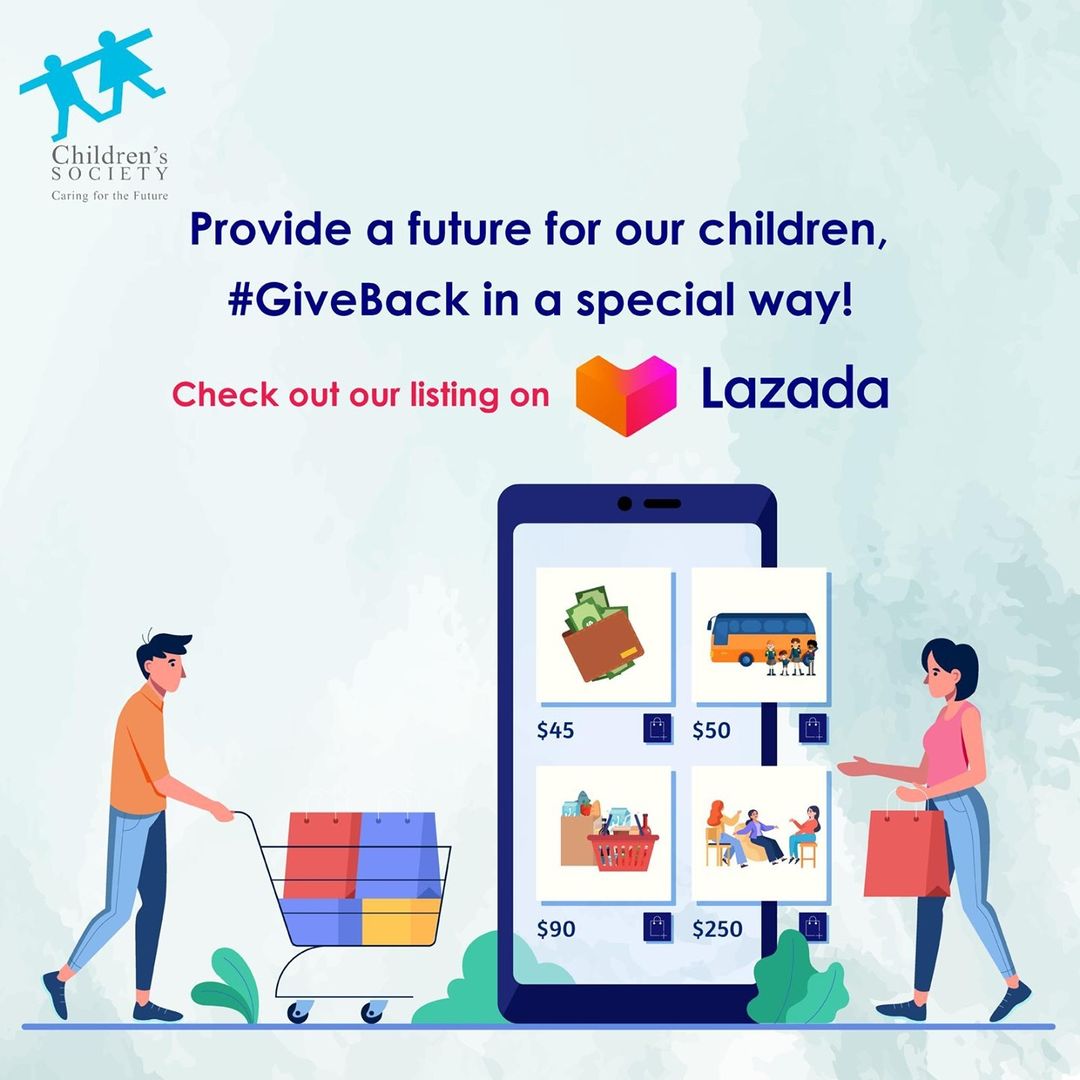 Children's
SOCIETY
Caring for the Future
Provide a future for our children,
#GiveBack in a special way!
Check out our listing on
Lazada
$45
$50
$90
$250